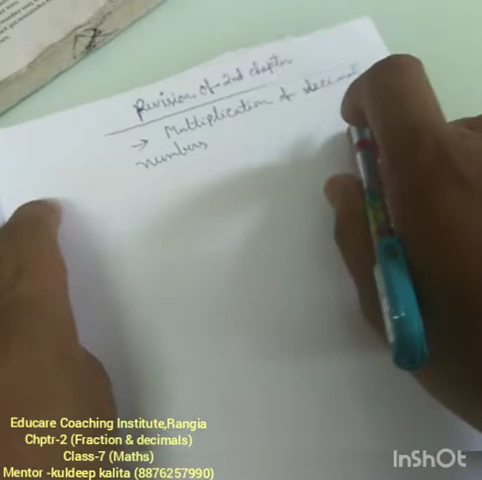 Revision of 2nd chapter
→ Multiplication of decimal
numbers
Educare Coaching Institute,Rangia
Chptr-2 (Fraction & decimals)
Class-7 (Maths)
Mentor -kuldeep kalita (8876257990)
InShOt